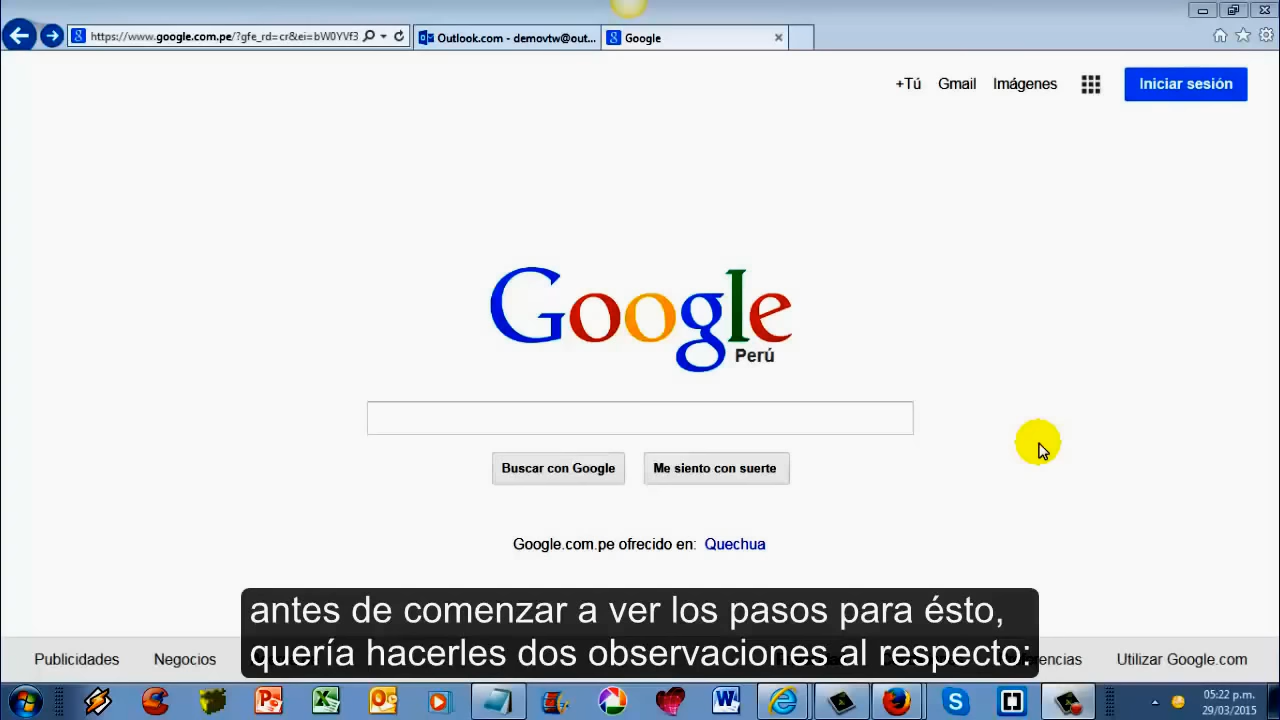 https://www.google.com.pe/?gfe_rd=cr&ei=bW0YVf3
Outlook.com - demovtw@out...
Google
+Tú
Gmail
Imágenes
Iniciar sesión
Google
Perú
Buscar con Google
Me siento con suerte
Google.com.pe ofrecido en: Quechua
antes de comenzar a ver los pasos para ésto,
quería hacerles dos observaciones al respecto:
Publicidades
Negocios
Utilizar Google.com
05:22 p.m.
29/03/2015